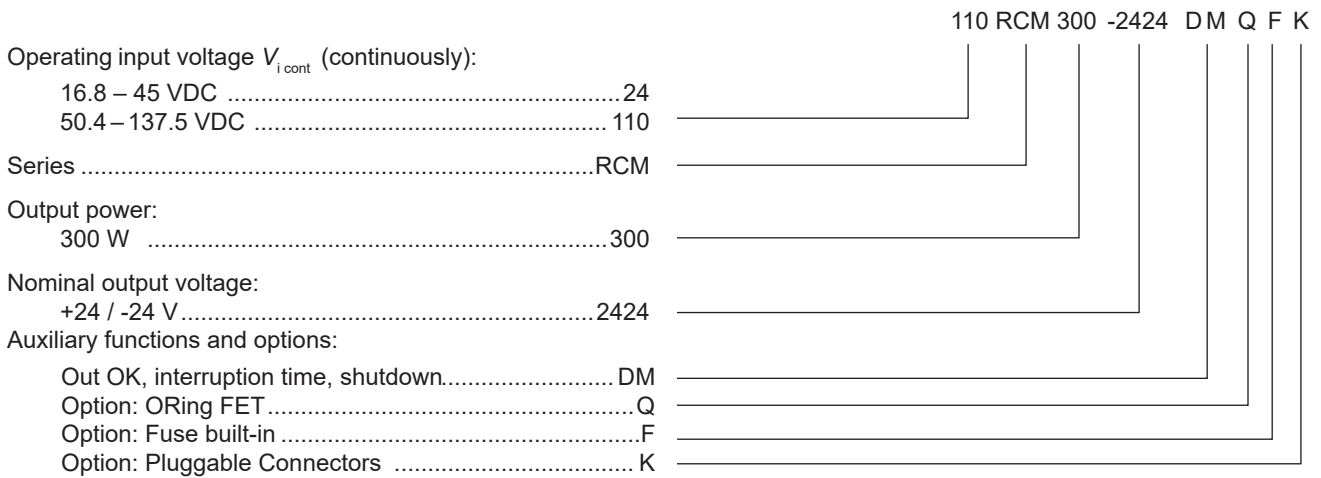 110 RCM 300 -2424 D M Q F K
Operating input voltage Vi cont (continuously):
16.8 – 45 VDC ............................................................24
50.4 – 137.5 VDC ..................................................... 110
Series .............................................................................RCM
Output power:
300 W .....................................................................300
Nominal output voltage:
+24 / -24 V..............................................................2424
Auxiliary functions and options:
Out OK, interruption time, shutdown.......................... DM
Option: ORing FET.......................................................Q
Option: Fuse built-in ......................................................F
Option: Pluggable Connectors .................................... K